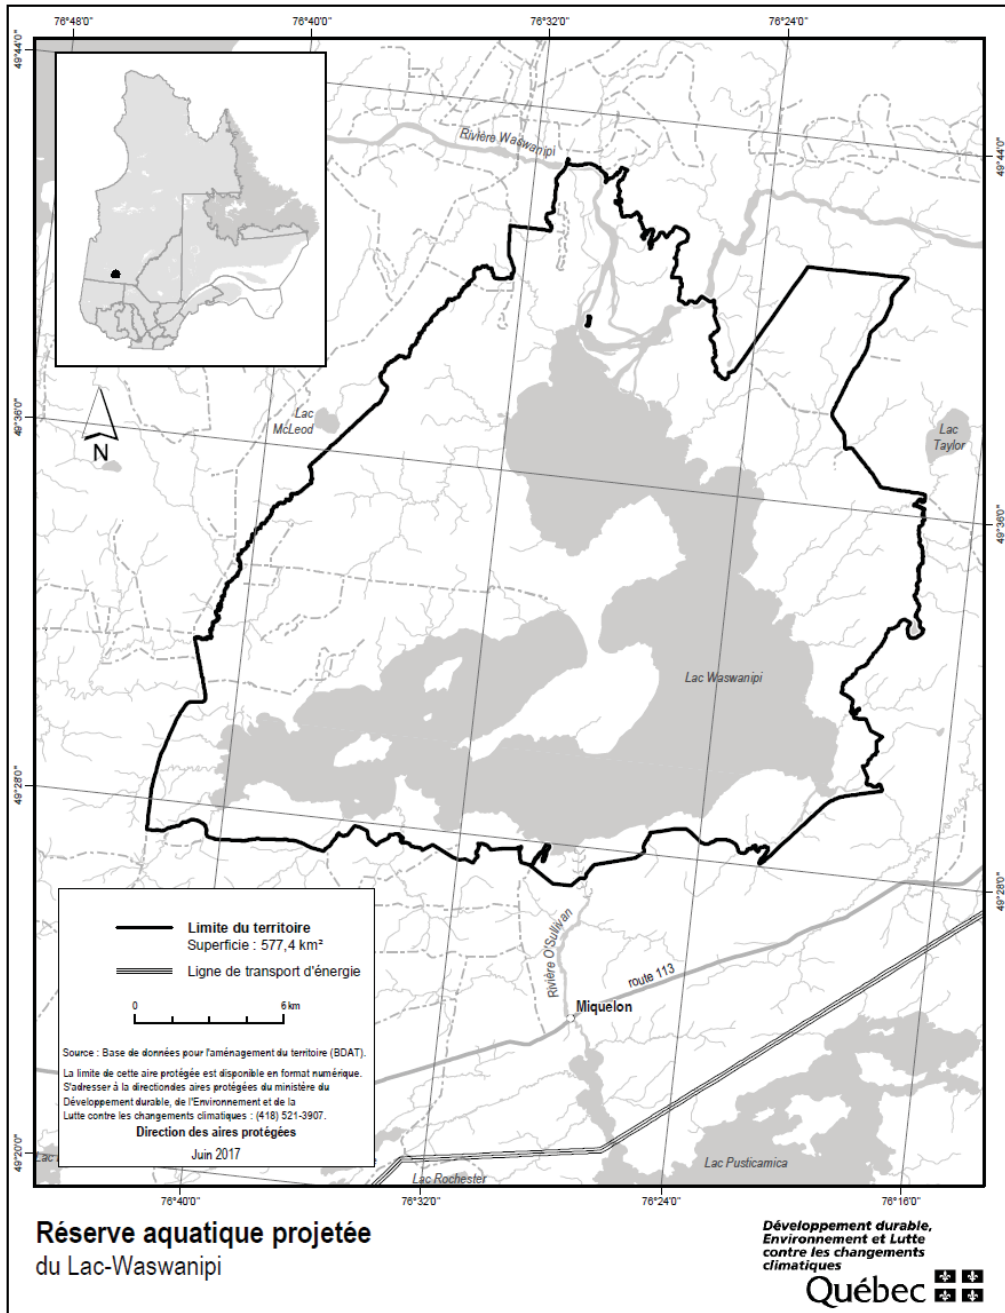 76°48'0"
76°40'0"
76°32'0"
76°24'0"
49°44'0"
49°44'0"
Rivière Waswanipi
49°36'0"
Lac
McLeod
N
Lac
Taylor
49°36'0"
Lac Waswanipi
49°28'0"
49°28'0"
Limite du territoire
Superficie : 577,4 km²
Ligne de transport d'énergie
0
6 km
Source : Base de données pour l'aménagement du territoire (BDAT).
La limite de cette aire protégée est disponible en format numérique.
S'adresser à la directiondes aires protégées du ministère du
Développement durable, de l'Environnement et de la
Lutte contre les changements climatiques : (418) 521-3907.
Direction des aires protégées
Juin 2017
Rivière O'Sullivan
route 113
Miquelon
49°20'0"
Lac
Lac Rochester
Lac Pusticamica
76°40'0"
76°32'0"
76°24'0"
76°16'0"
Réserve aquatique projetée
du Lac-Waswanipi
Développement durable,
Environnement et Lutte
contre les changements
climatiques
Québec